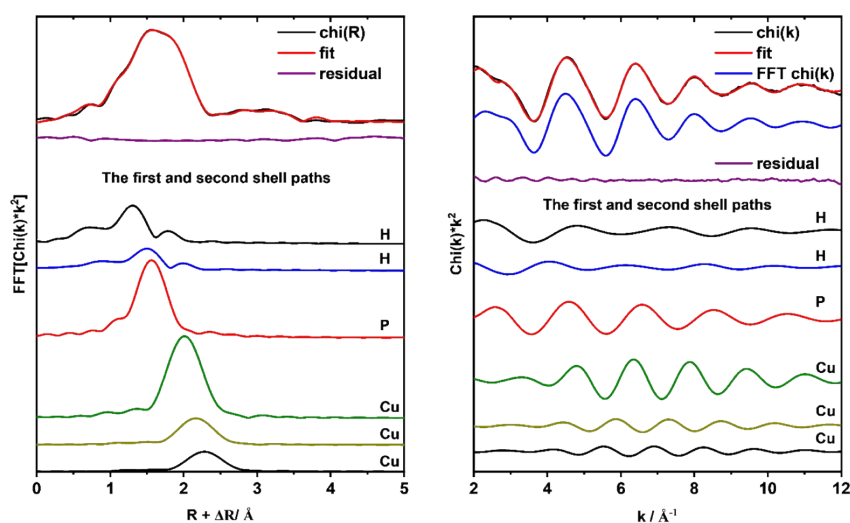 chi(R)
fit
residual
The first and second shell paths
H
H
P
Cu
Cu
Cu
FFT[Chi(k)*k²]
0 1 2 3 4 5
R + ΔR/ Å
chi(k)
fit
FFT chi(k)
residual
The first and second shell paths
H
H
P
Cu
Cu
Cu
Chi(k)*k²
2 4 6 8 10 12
k / Å⁻¹